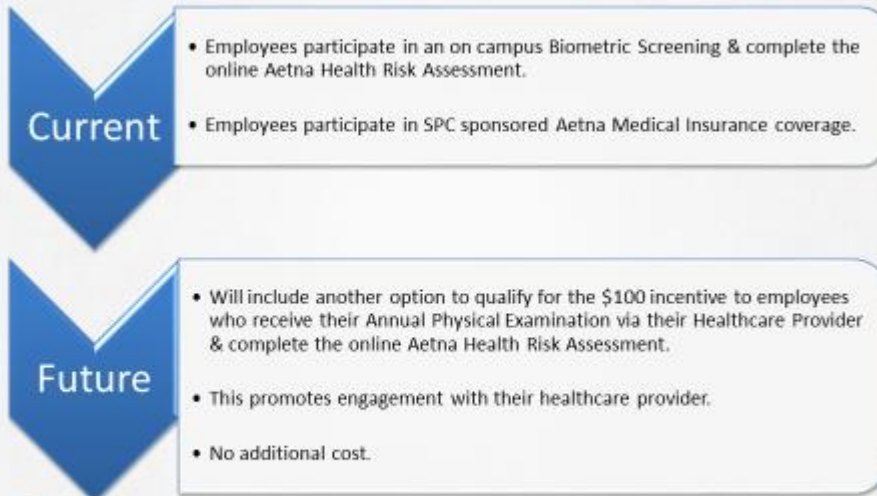 Current
• Employees participate in an on campus Biometric Screening & complete the
online Aetna Health Risk Assessment.
• Employees participate in SPC sponsored Aetna Medical Insurance coverage.
Future
• Will include another option to qualify for the $100 incentive to employees
who receive their Annual Physical Examination via their Healthcare Provider
& complete the online Aetna Health Risk Assessment.
• This promotes engagement with their healthcare provider.
• No additional cost.